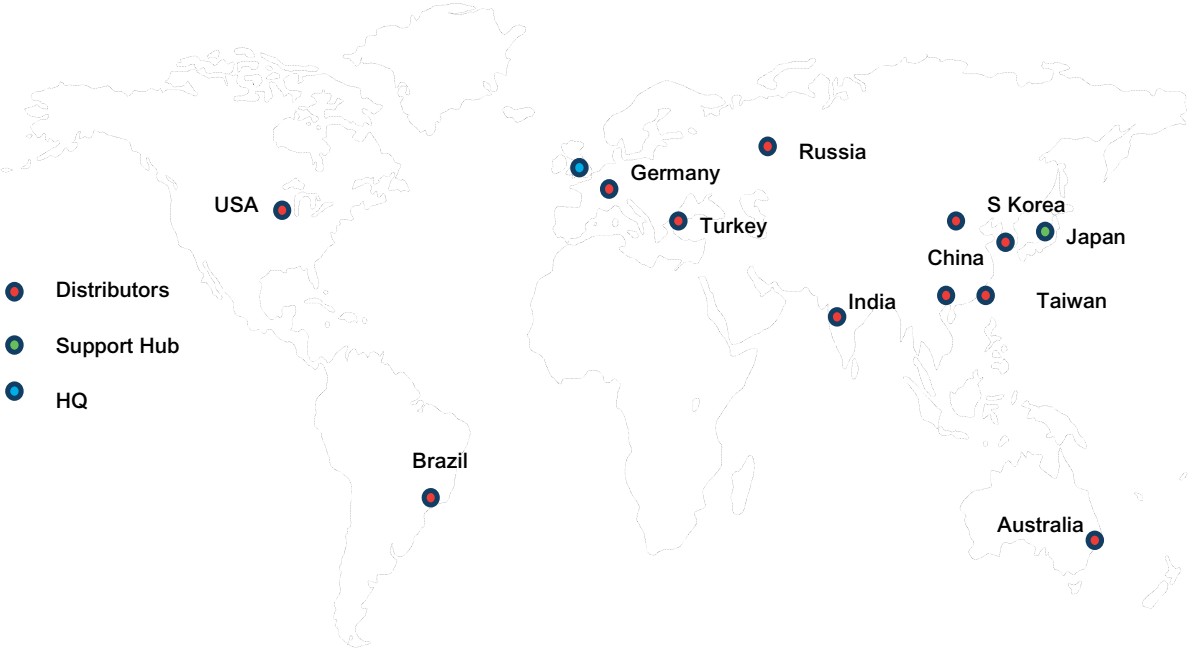 Russia
Germany
USA
S Korea
Turkey
Japan
China
Distributors
India
Taiwan
Support Hub
HQ
Brazil
Australia